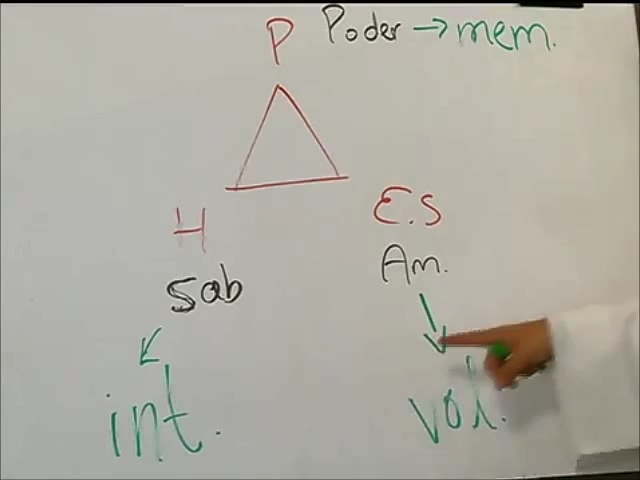 P Poder → mem.
H E.S
Sab Am.
int. vol.